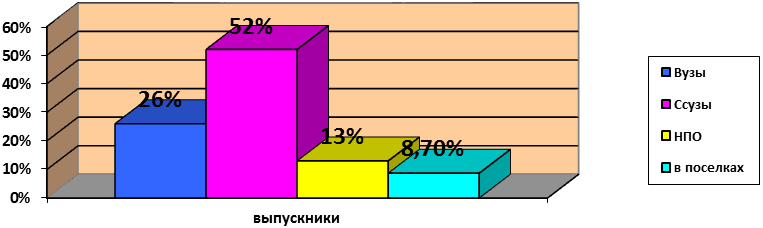 60%
50%
40%
30%
20%
10%
0%
26%
52%
13%
8,70%
выпускники
Вузы
Ссузы
НПО
в поселках